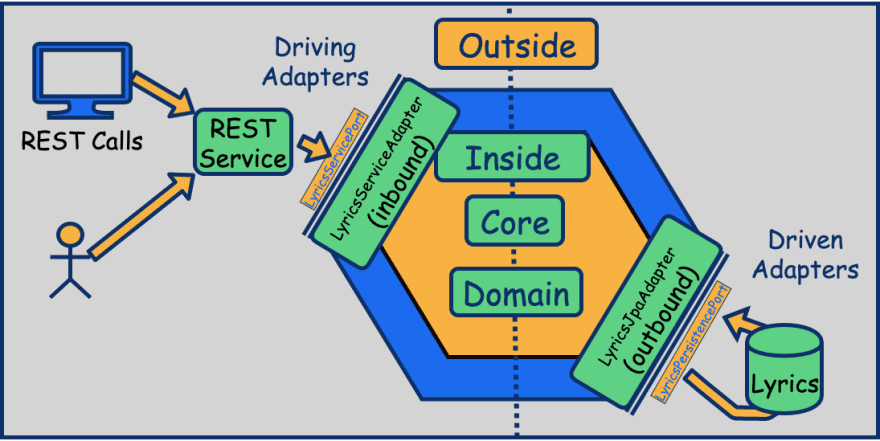 Outside
Driving
Adapters
REST Calls
REST
Service
LyricsServicePort
LyricsServiceAdapter
(inbound)
Inside
Core
Domain
Driven
Adapters
LyricsJpaAdapter
(outbound)
LyricsPersistencePort
Lyrics